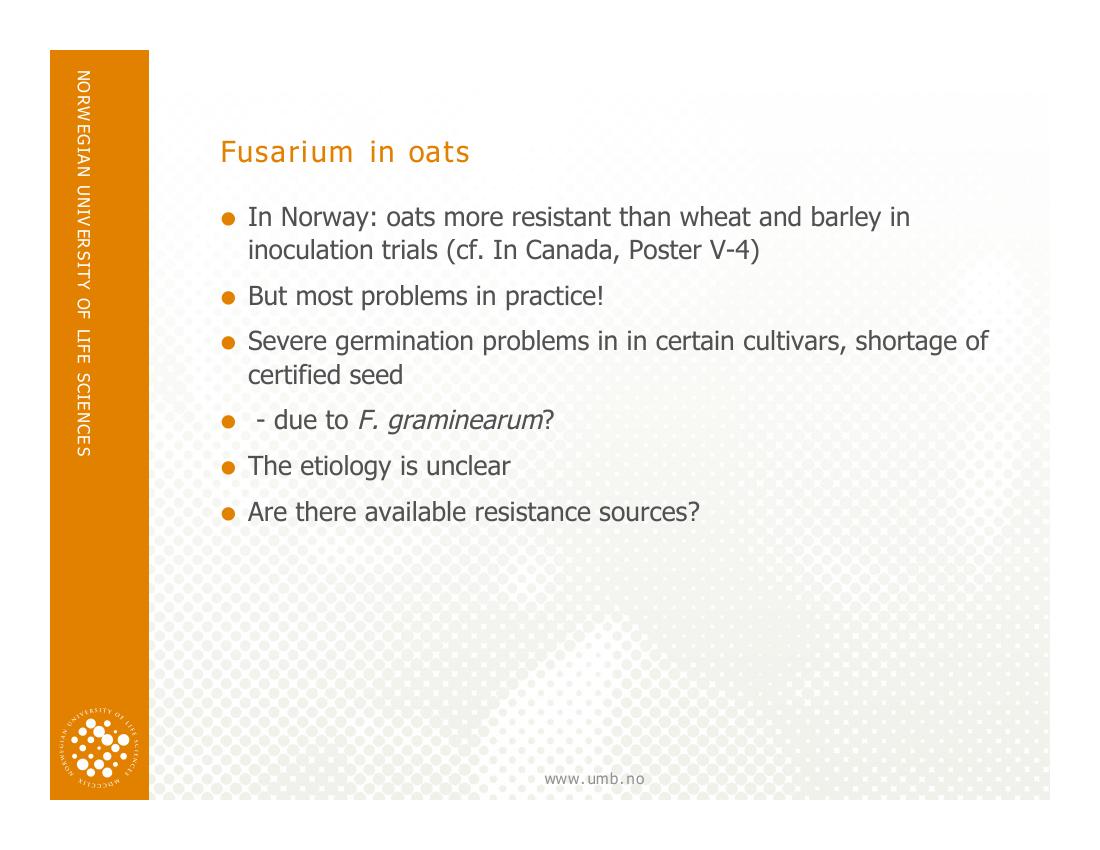 NORWEGIAN UNIVERSITY OF LIFE SCIENCES
Fusarium in oats
● In Norway: oats more resistant than wheat and barley in
inoculation trials (cf. In Canada, Poster V-4)
● But most problems in practice!
● Severe germination problems in in certain cultivars, shortage of
certified seed
● - due to F. graminearum?
● The etiology is unclear
● Are there available resistance sources?
NORWEGIAN UNIVERSITY OF LIFE SCIENCES
MDCCCLIX
www.umb.no